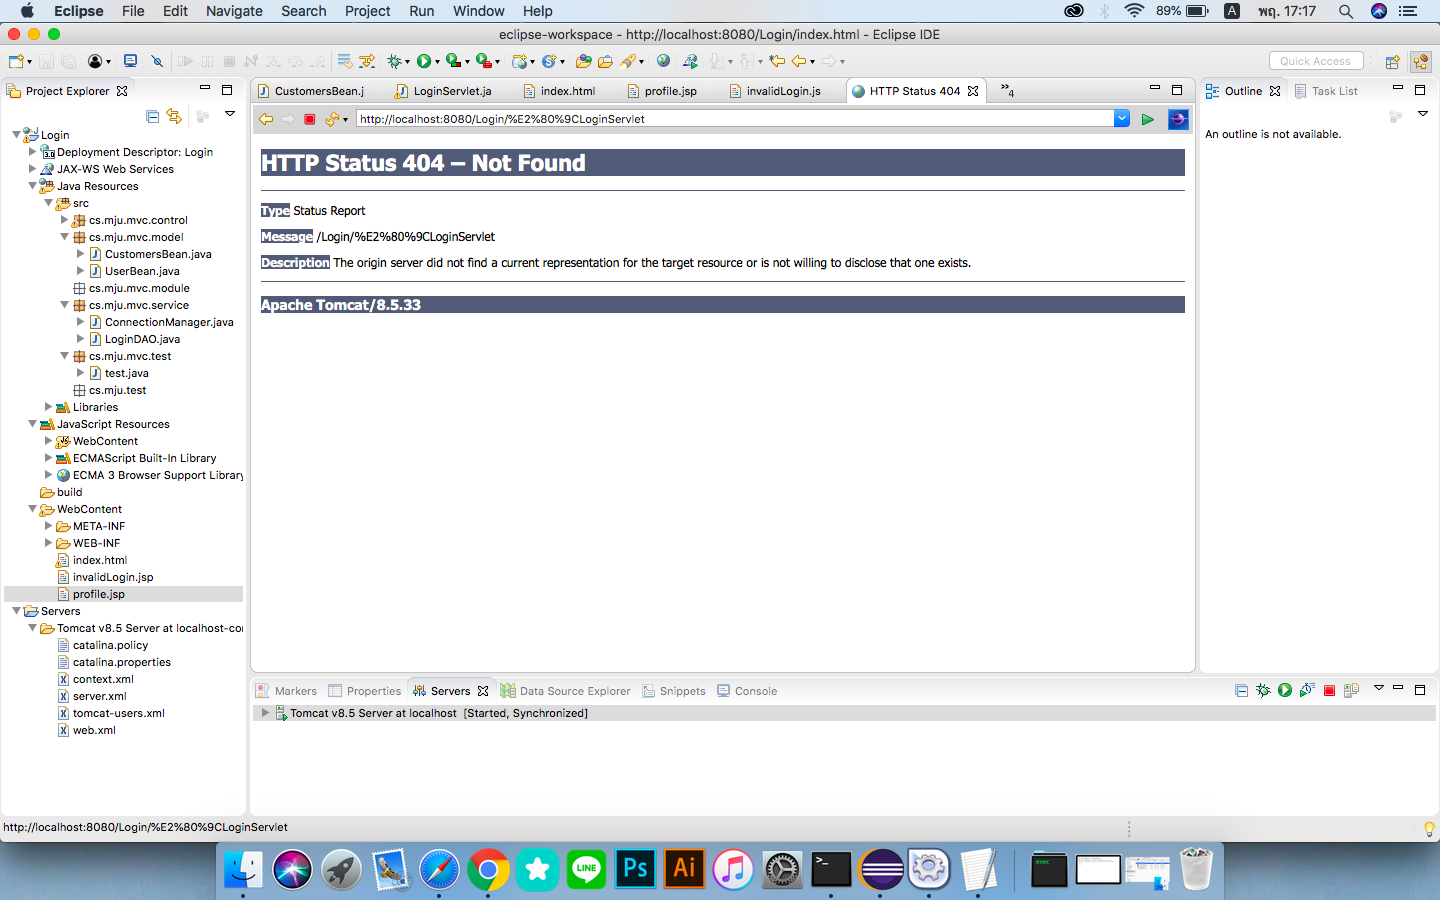 Eclipse File Edit Navigate Search Project Run Window Help 89% A พฤ. 17:17
eclipse-workspace - http://localhost:8080/Login/index.html - Eclipse IDE
Quick Access
Project Explorer
CustomersBean.j LoginServlet.ja index.html profile.jsp invalidLogin.js HTTP Status 404 »4
Outline Task List
http://localhost:8080/Login/%E2%80%9CLoginServlet
An outline is not available.
Login
Deployment Descriptor: Login
JAX-WS Web Services
Java Resources
src
cs.mju.mvc.control
cs.mju.mvc.model
CustomersBean.java
UserBean.java
cs.mju.mvc.module
cs.mju.mvc.service
ConnectionManager.java
LoginDAO.java
cs.mju.mvc.test
test.java
cs.mju.test
Libraries
JavaScript Resources
WebContent
ECMAScript Built-In Library
ECMA 3 Browser Support Library
build
WebContent
META-INF
WEB-INF
index.html
invalidLogin.jsp
profile.jsp
Servers
Tomcat v8.5 Server at localhost-con
catalina.policy
catalina.properties
context.xml
server.xml
tomcat-users.xml
web.xml
HTTP Status 404 – Not Found
Type Status Report
Message /Login/%E2%80%9CLoginServlet
Description The origin server did not find a current representation for the target resource or is not willing to disclose that one exists.
Apache Tomcat/8.5.33
Markers Properties Servers Data Source Explorer Snippets Console
Tomcat v8.5 Server at localhost [Started, Synchronized]
http://localhost:8080/Login/%E2%80%9CLoginServlet
LINE Ps Ai >_ exec